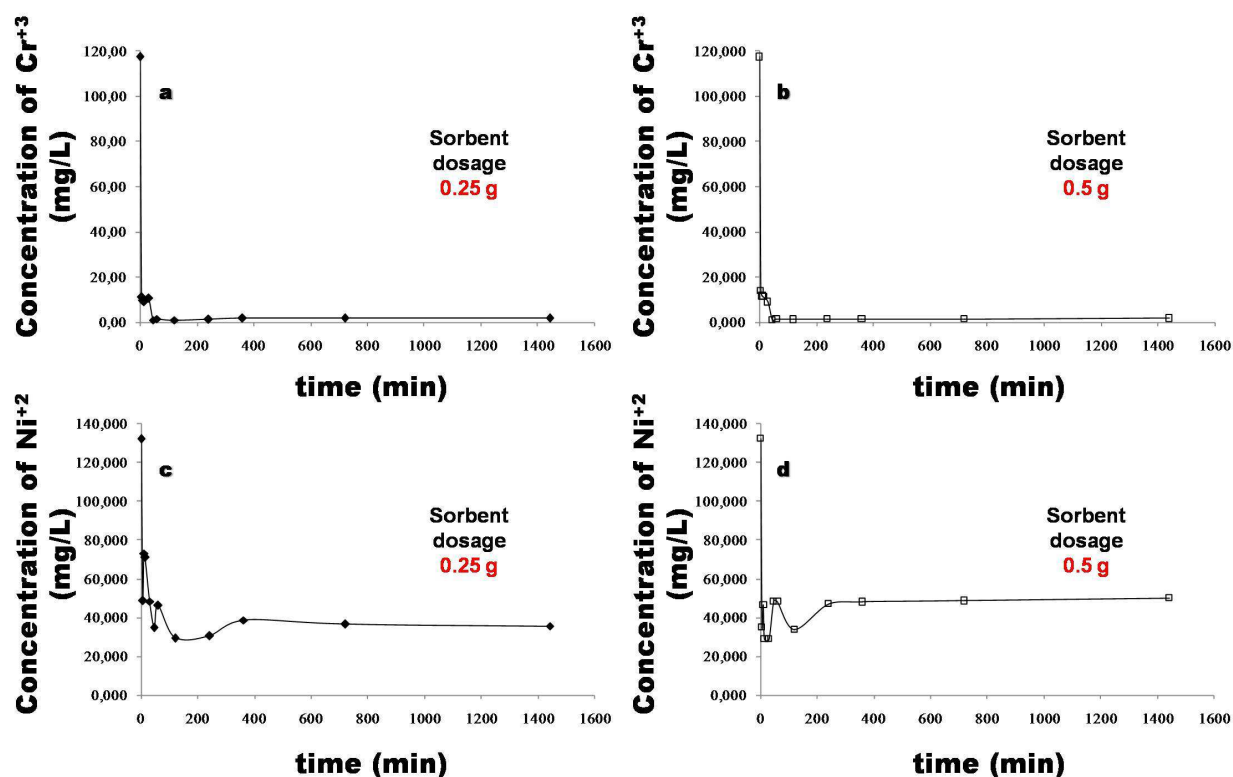 Concentration of Cr+3
(mg/L)
120,00
100,00
80,00
60,00
40,00
20,00
0,00
a
Sorbent
dosage
0.25 g
0 200 400 600 800 1000 1200 1400 1600
time (min)
Concentration of Cr+3
(mg/L)
120,000
100,000
80,000
60,000
40,000
20,000
0,000
b
Sorbent
dosage
0.5 g
0 200 400 600 800 1000 1200 1400 1600
time (min)
Concentration of Ni+2
(mg/L)
140,000
120,000
100,000
80,000
60,000
40,000
20,000
0,000
c
Sorbent
dosage
0.25 g
0 200 400 600 800 1000 1200 1400 1600
time (min)
Concentration of Ni+2
(mg/L)
140,000
120,000
100,000
80,000
60,000
40,000
20,000
0,000
d
Sorbent
dosage
0.5 g
0 200 400 600 800 1000 1200 1400 1600
time (min)